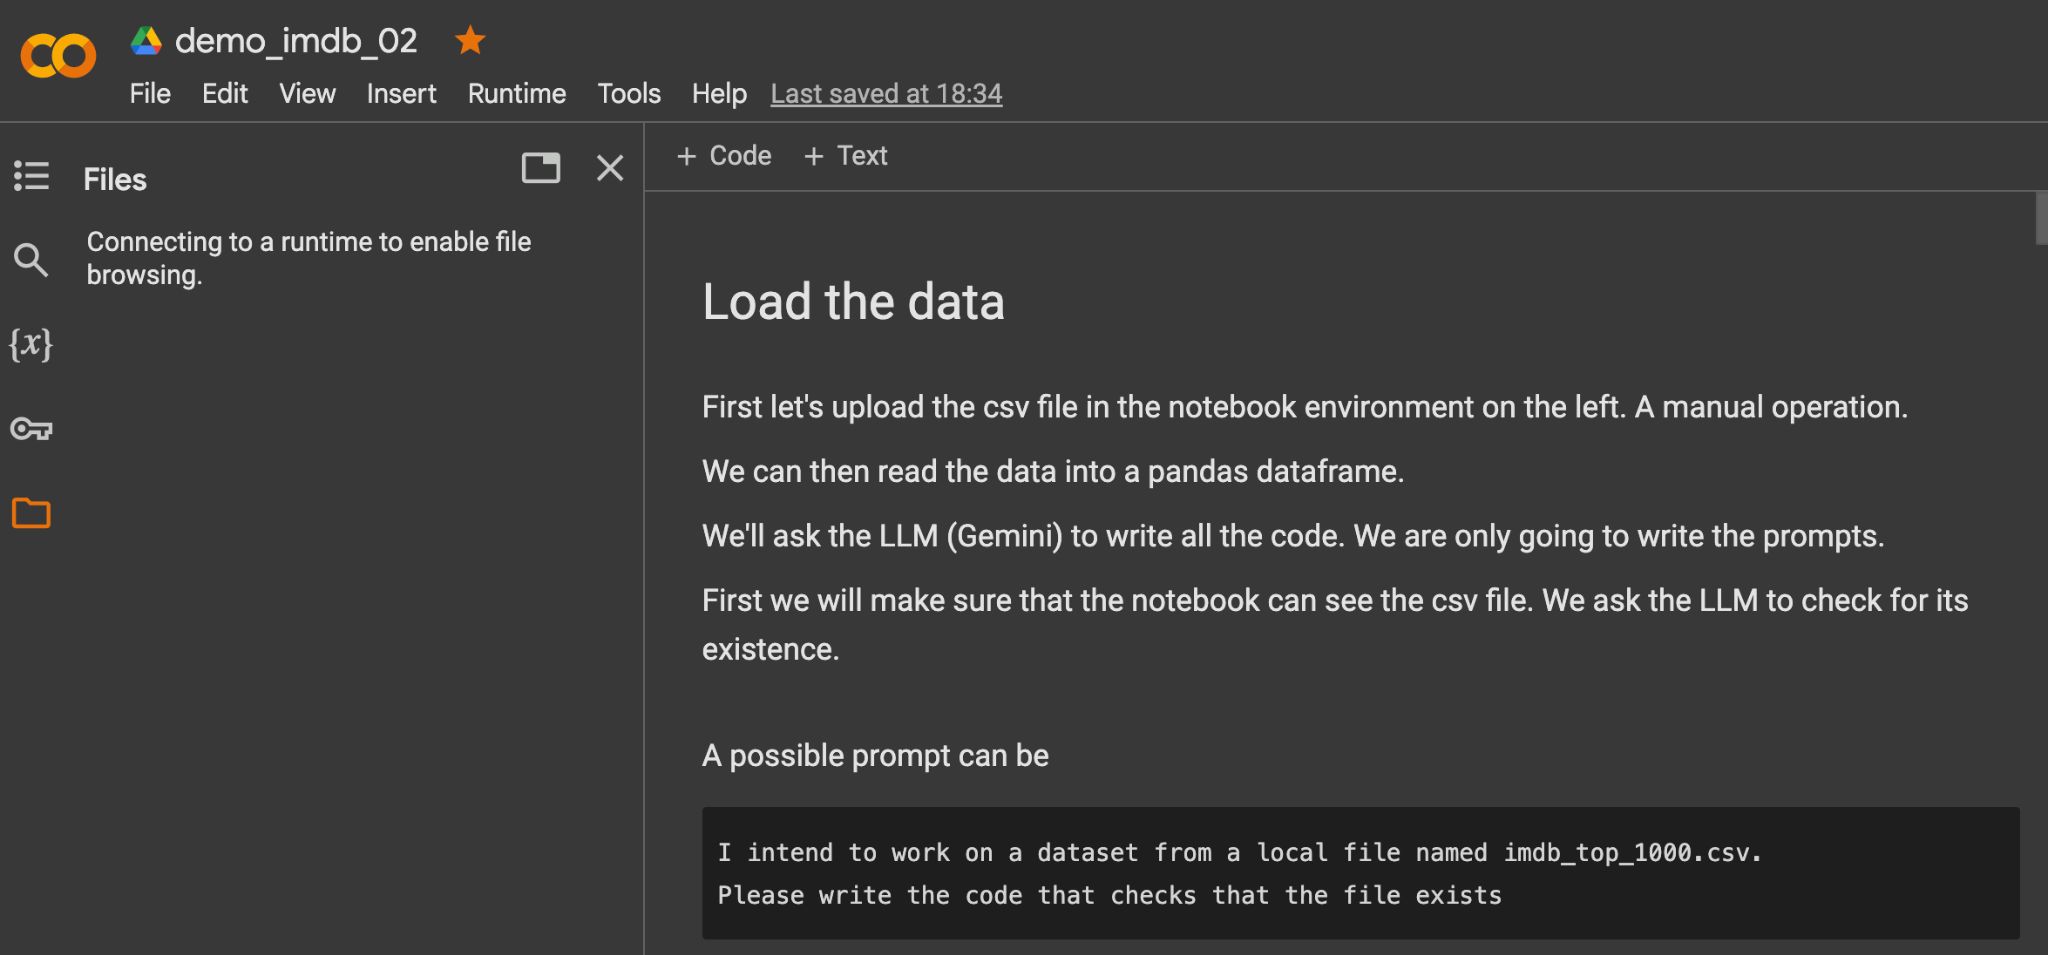 demo_imdb_02
File Edit View Insert Runtime Tools Help Last saved at 18:34
Files
Connecting to a runtime to enable file
browsing.
{x}
+ Code + Text
Load the data
First let's upload the csv file in the notebook environment on the left. A manual operation.
We can then read the data into a pandas dataframe.
We'll ask the LLM (Gemini) to write all the code. We are only going to write the prompts.
First we will make sure that the notebook can see the csv file. We ask the LLM to check for its
existence.
A possible prompt can be
I intend to work on a dataset from a local file named imdb_top_1000.csv.
Please write the code that checks that the file exists